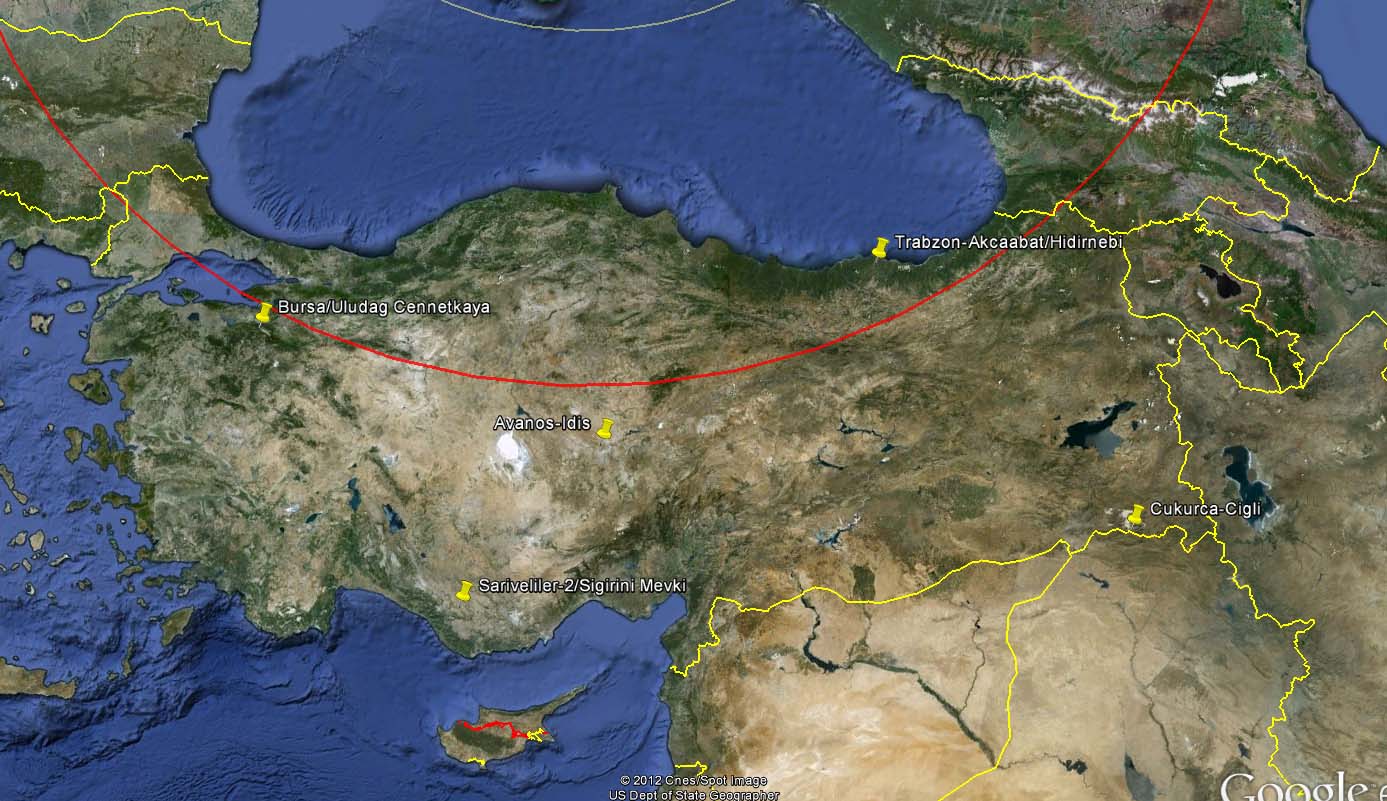 Trabzon-Akcaabat/Hidirnebi
Bursa/Uludag Cennetkaya
Avanos-Idis
Cukurca-Cigli
Sariveliler-2/Sigirini Mevki
© 2012 Cnes/Spot Image
US Dept of State Geographer
Google e